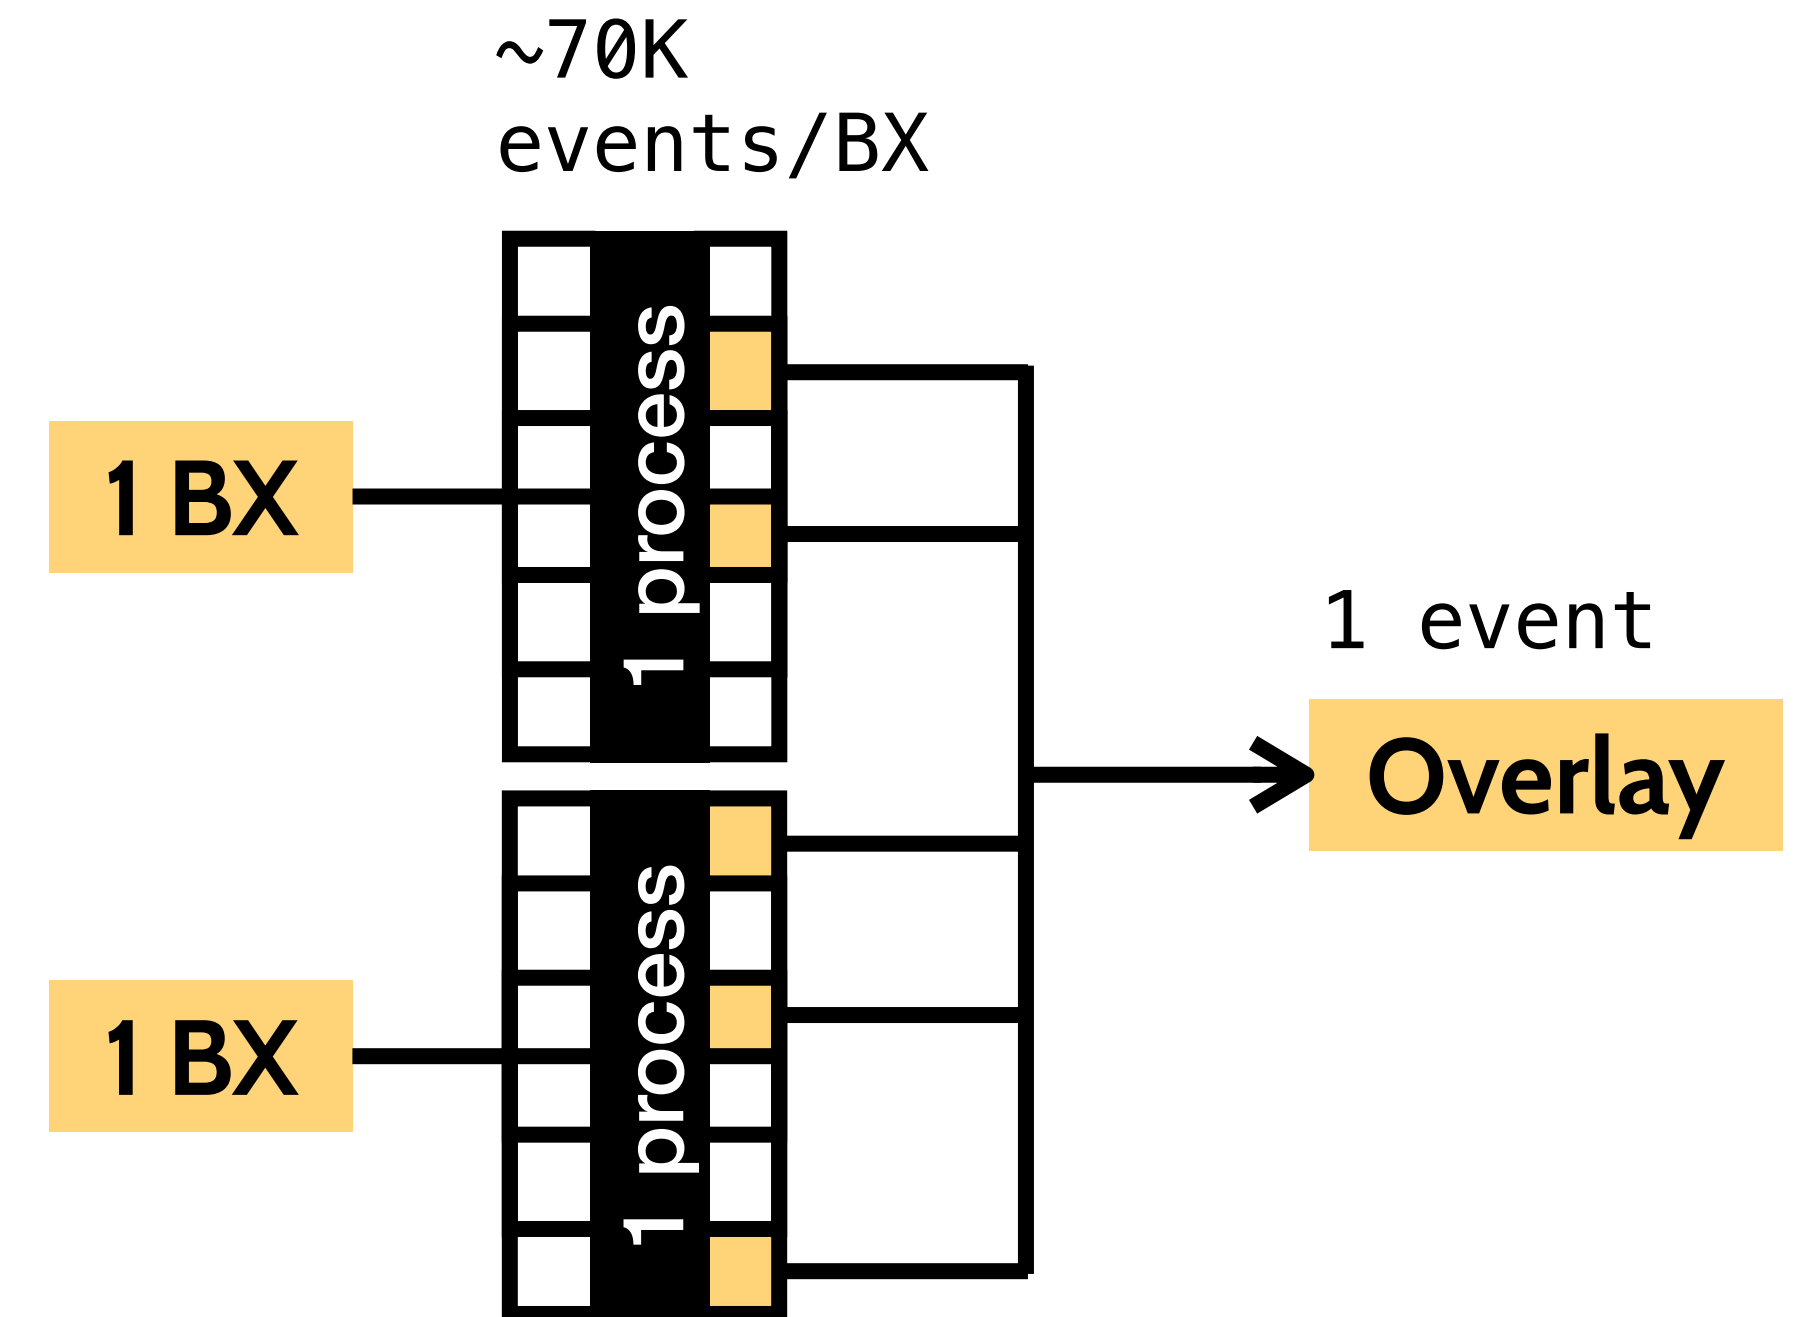 ~70K
events/BX
1 BX
1 process
1 event
Overlay
1 BX
1 process